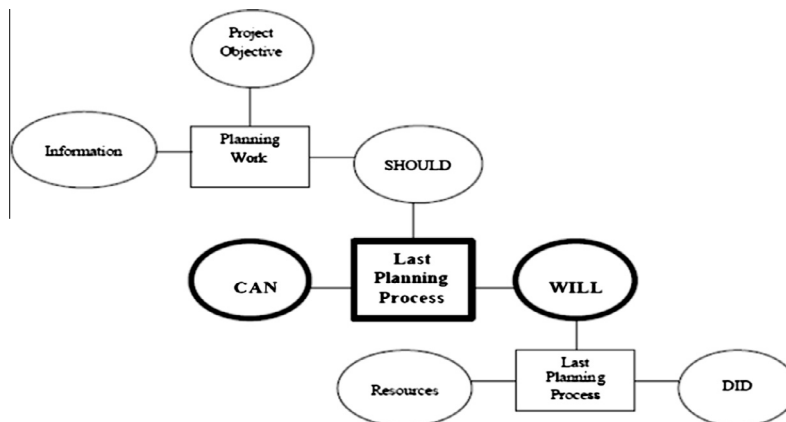 Project
Objective
Information
Planning
Work
SHOULD
CAN
Last
Planning
Process
WILL
Resources
Last
Planning
Process
DID